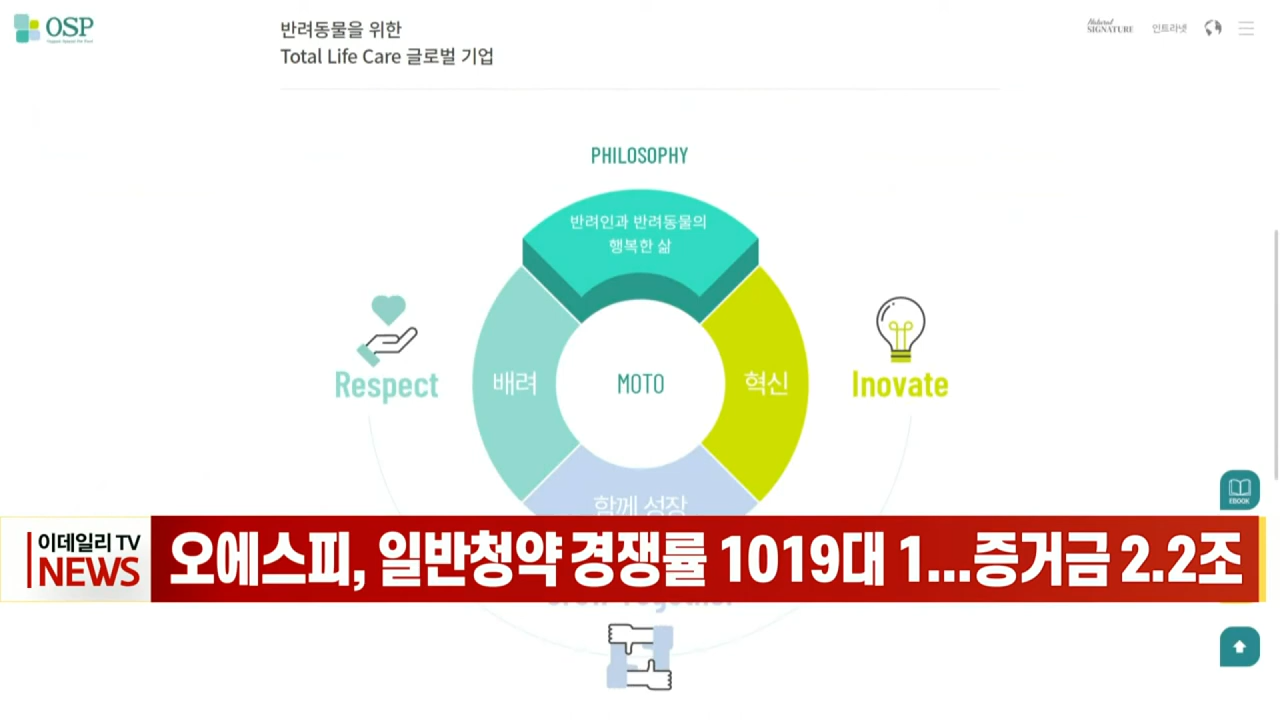 OSP
반려동물을 위한
Total Life Care 글로벌 기업
Natural
SIGNATURE
인트라넷
PHILOSOPHY
반려인과 반려동물의
행복한 삶
Respect
배려
MOTO
혁신
Inovate
함께 성장
EBOOK
이데일리 TV
NEWS
오에스피, 일반청약 경쟁률 1019대 1...증거금 2.2조